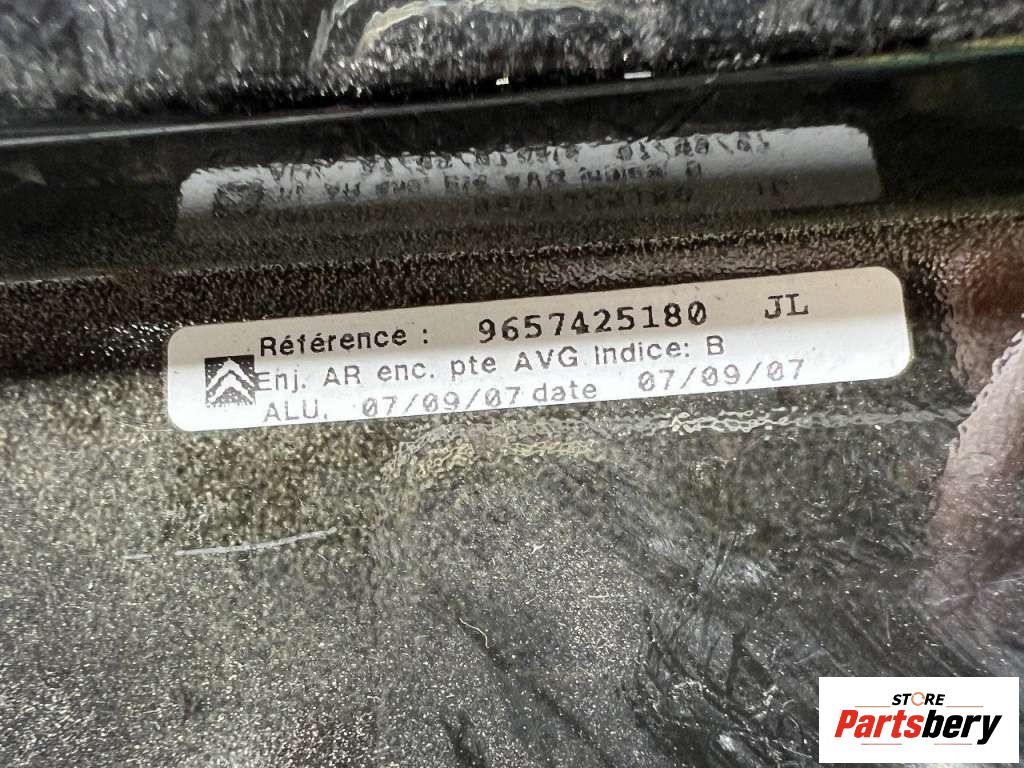 Référence : 9657425180 JL
Enj. AR enc. pte AVG Indice: B
ALU. 07/09/07 date 07/09/07
STORE
Partsbery